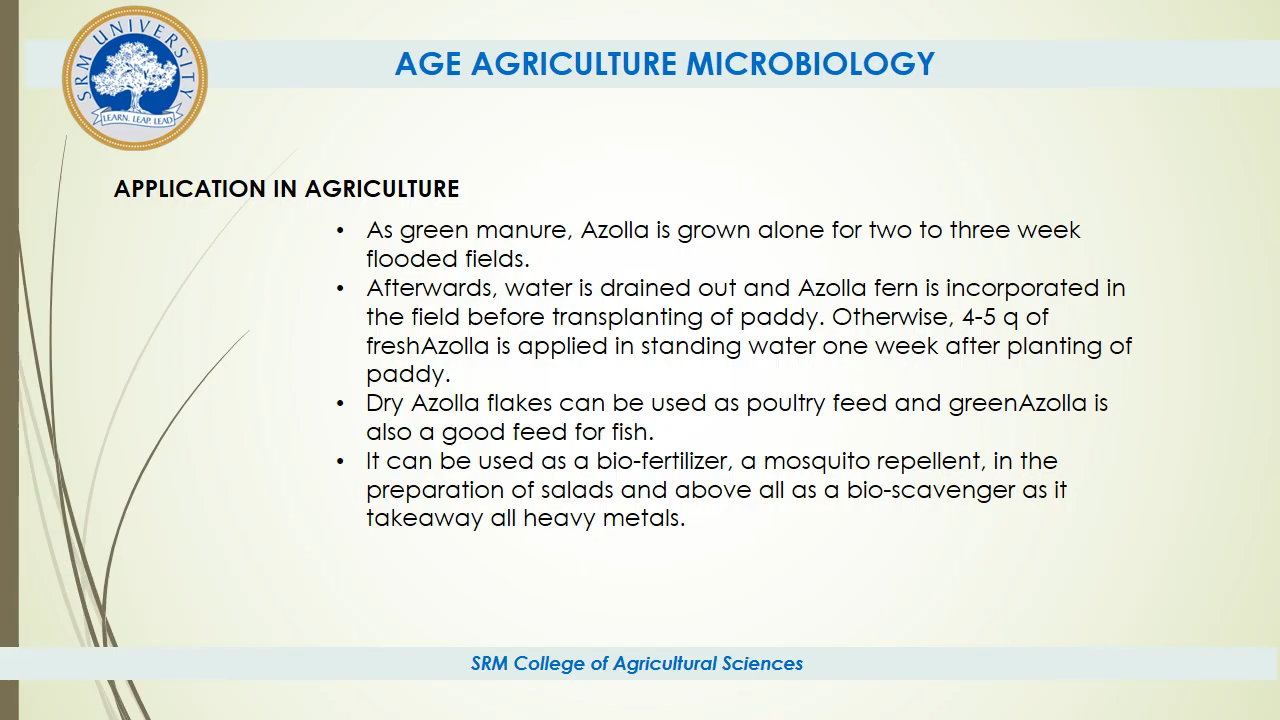 SRM UNIVERSITY
LEARN. LEAP. LEAD
AGE AGRICULTURE MICROBIOLOGY
APPLICATION IN AGRICULTURE
• As green manure, Azolla is grown alone for two to three week
flooded fields.
• Afterwards, water is drained out and Azolla fern is incorporated in
the field before transplanting of paddy. Otherwise, 4-5 q of
freshAzolla is applied in standing water one week after planting of
paddy.
• Dry Azolla flakes can be used as poultry feed and greenAzolla is
also a good feed for fish.
• It can be used as a bio-fertilizer, a mosquito repellent, in the
preparation of salads and above all as a bio-scavenger as it
takeaway all heavy metals.
SRM College of Agricultural Sciences